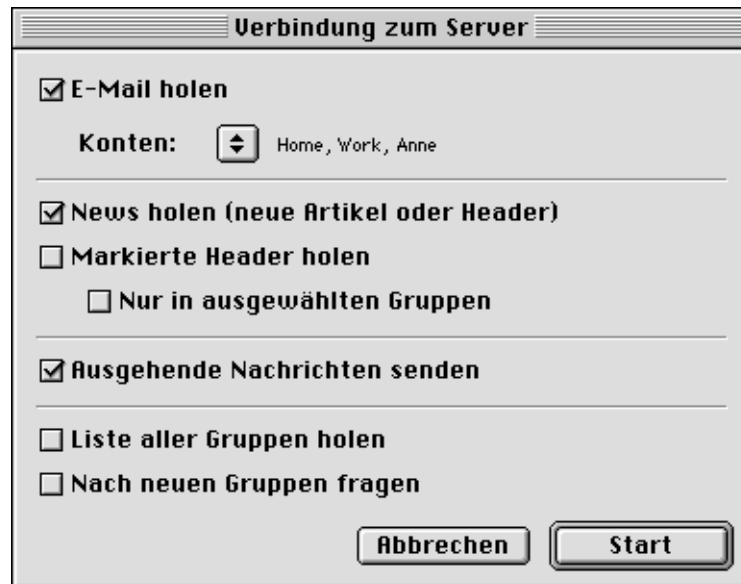 Verbindung zum Server
E-Mail holen
Konten: Home, Work, Anne
News holen (neue Artikel oder Header)
Markierte Header holen
Nur in ausgewählten Gruppen
Ausgehende Nachrichten senden
Liste aller Gruppen holen
Nach neuen Gruppen fragen
Abbrechen Start